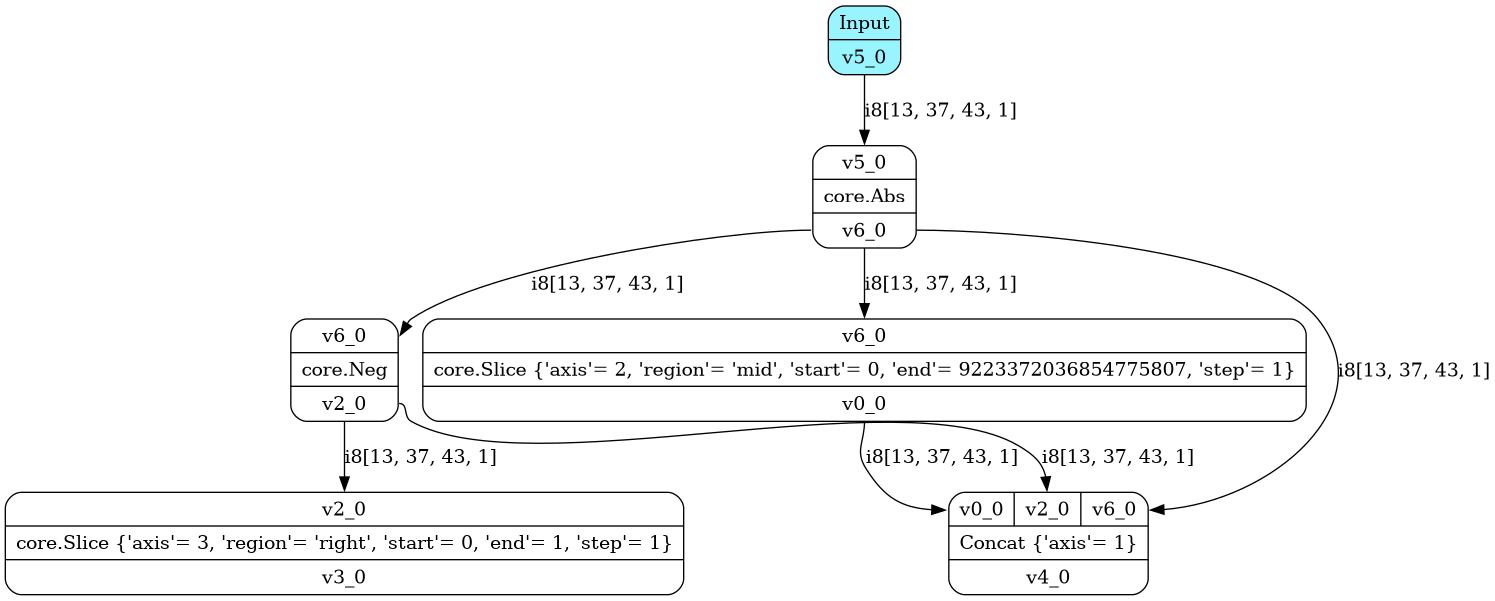 Input
v5_0
i8[13, 37, 43, 1]
v5_0
core.Abs
v6_0
i8[13, 37, 43, 1]
i8[13, 37, 43, 1]
i8[13, 37, 43, 1]
v6_0
core.Neg
v2_0
v6_0
core.Slice {'axis'= 2, 'region'= 'mid', 'start'= 0, 'end'= 9223372036854775807, 'step'= 1}
v0_0
i8[13, 37, 43, 1]
i8[13, 37, 43, 1]
i8[13, 37, 43, 1]
v2_0
core.Slice {'axis'= 3, 'region'= 'right', 'start'= 0, 'end'= 1, 'step'= 1}
v3_0
v0_0 v2_0 v6_0
Concat {'axis'= 1}
v4_0